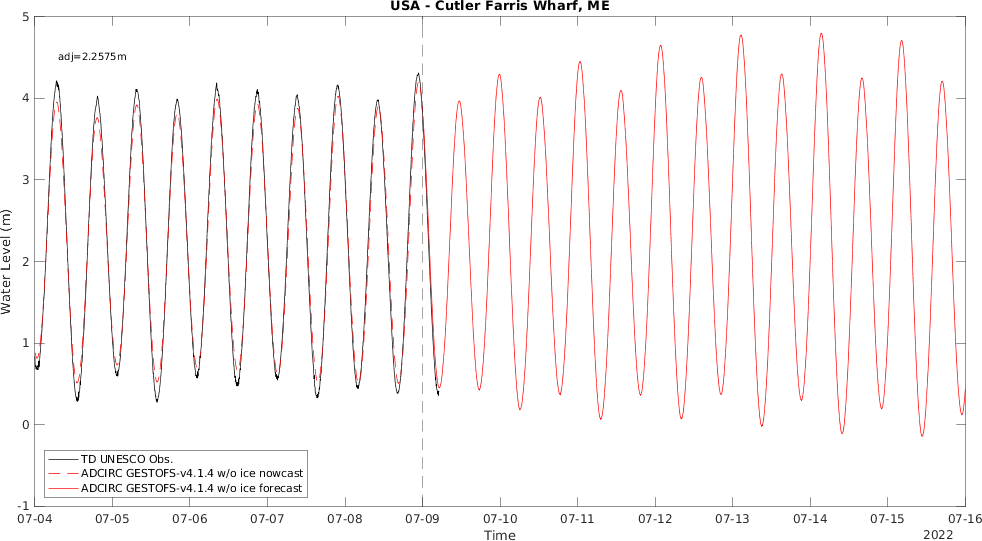 USA - Cutler Farris Wharf, ME
adj=2.2575m
5
4
3
2
1
0
-1
Water Level (m)
TD UNESCO Obs.
ADCIRC GESTOFS-v4.1.4 w/o ice nowcast
ADCIRC GESTOFS-v4.1.4 w/o ice forecast
07-04 07-05 07-06 07-07 07-08 07-09 07-10 07-11 07-12 07-13 07-14 07-15 07-16
Time
2022